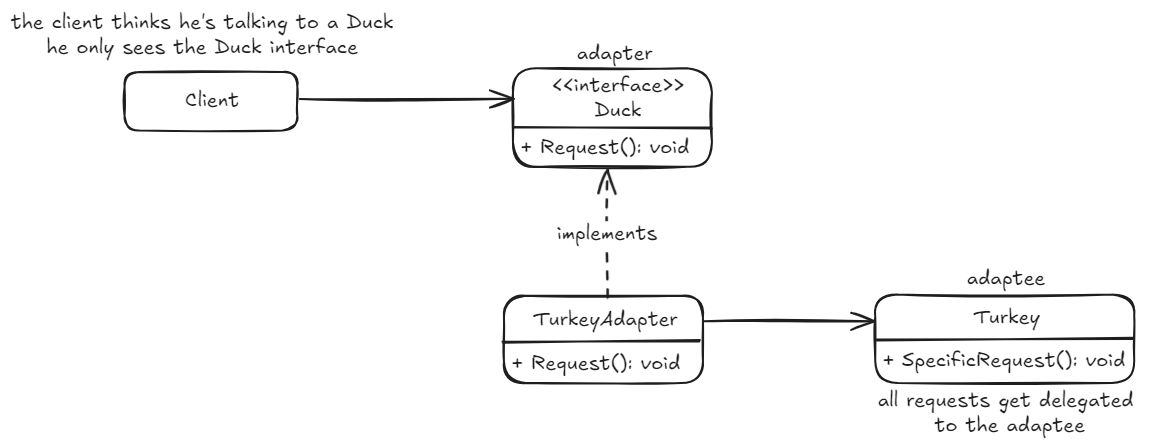 the client thinks he's talking to a Duck
he only sees the Duck interface
Client
adapter
<<interface>>
Duck
+ Request(): void
implements
TurkeyAdapter
+ Request(): void
adaptee
Turkey
+ SpecificRequest(): void
all requests get delegated
to the adaptee